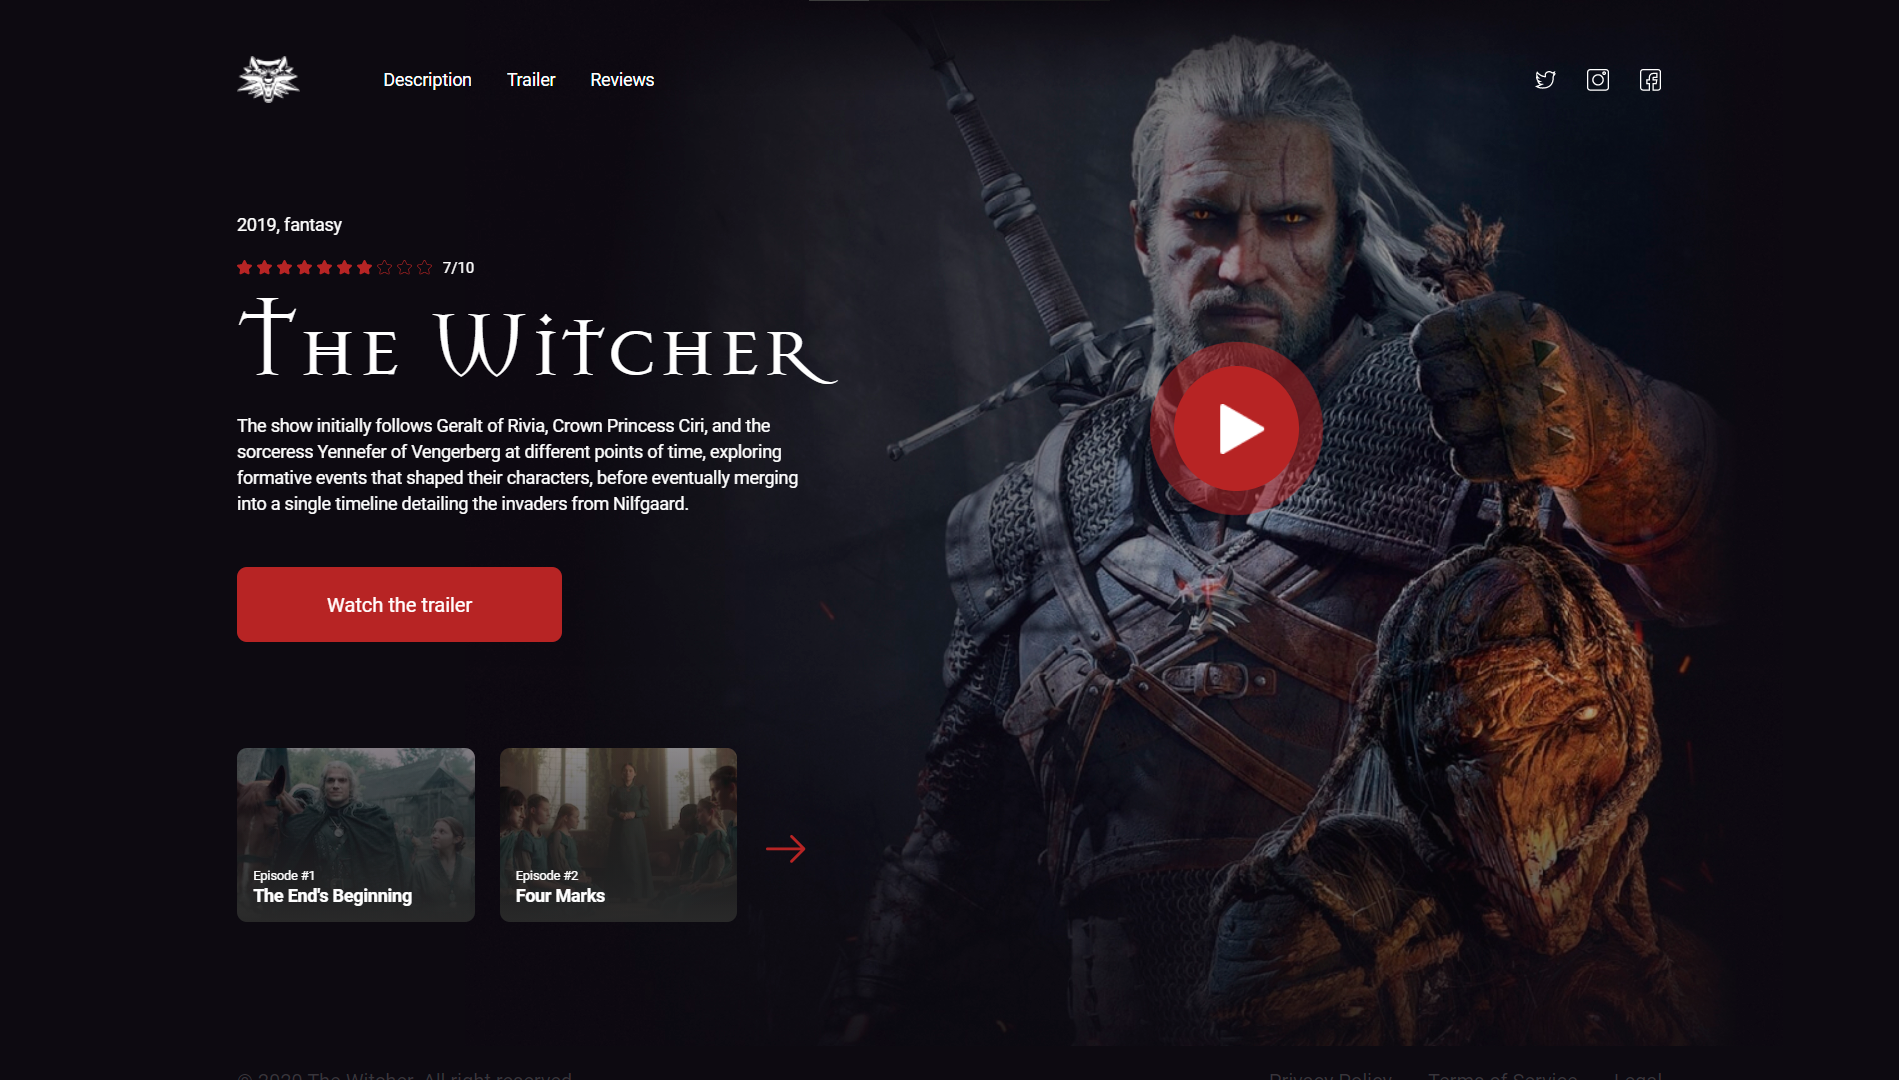 Description Trailer Reviews
2019, fantasy
7/10
The Witcher
The show initially follows Geralt of Rivia, Crown Princess Ciri, and the
sorceress Yennefer of Vengerberg at different points of time, exploring
formative events that shaped their characters, before eventually merging
into a single timeline detailing the invaders from Nilfgaard.
Watch the trailer
Episode #1
The End's Beginning
Episode #2
Four Marks
© 2020 The Witcher. All right reserved.
Privacy Policy Terms of Service Legal